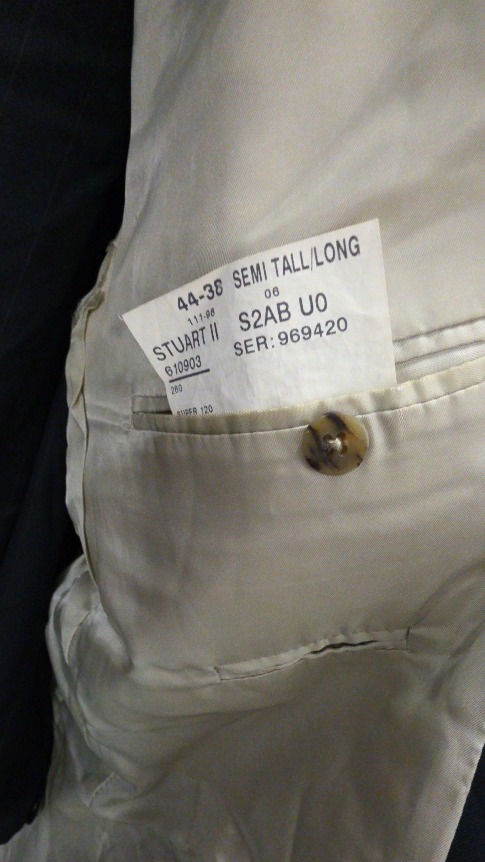 44-38 SEMI TALL/LONG
111-96 06
STUART II S2AB U0
610903 SER: 969420
260
SUPER 120